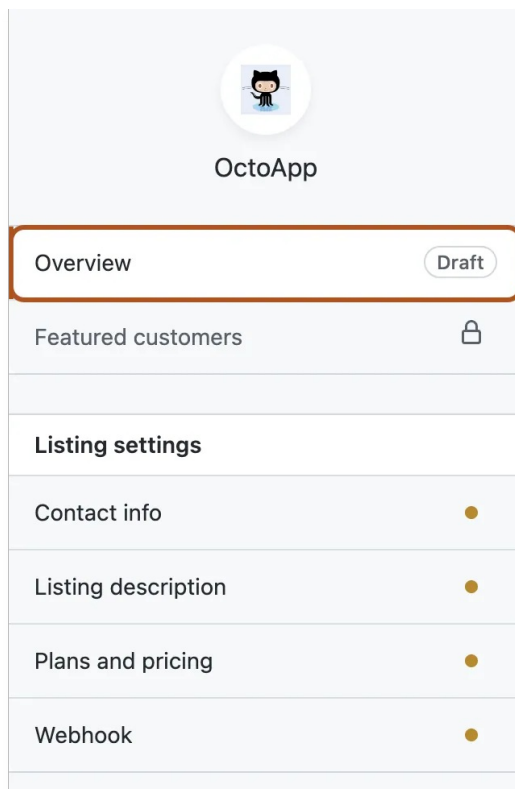 OctoApp
Overview Draft
Featured customers
Listing settings
Contact info
Listing description
Plans and pricing
Webhook